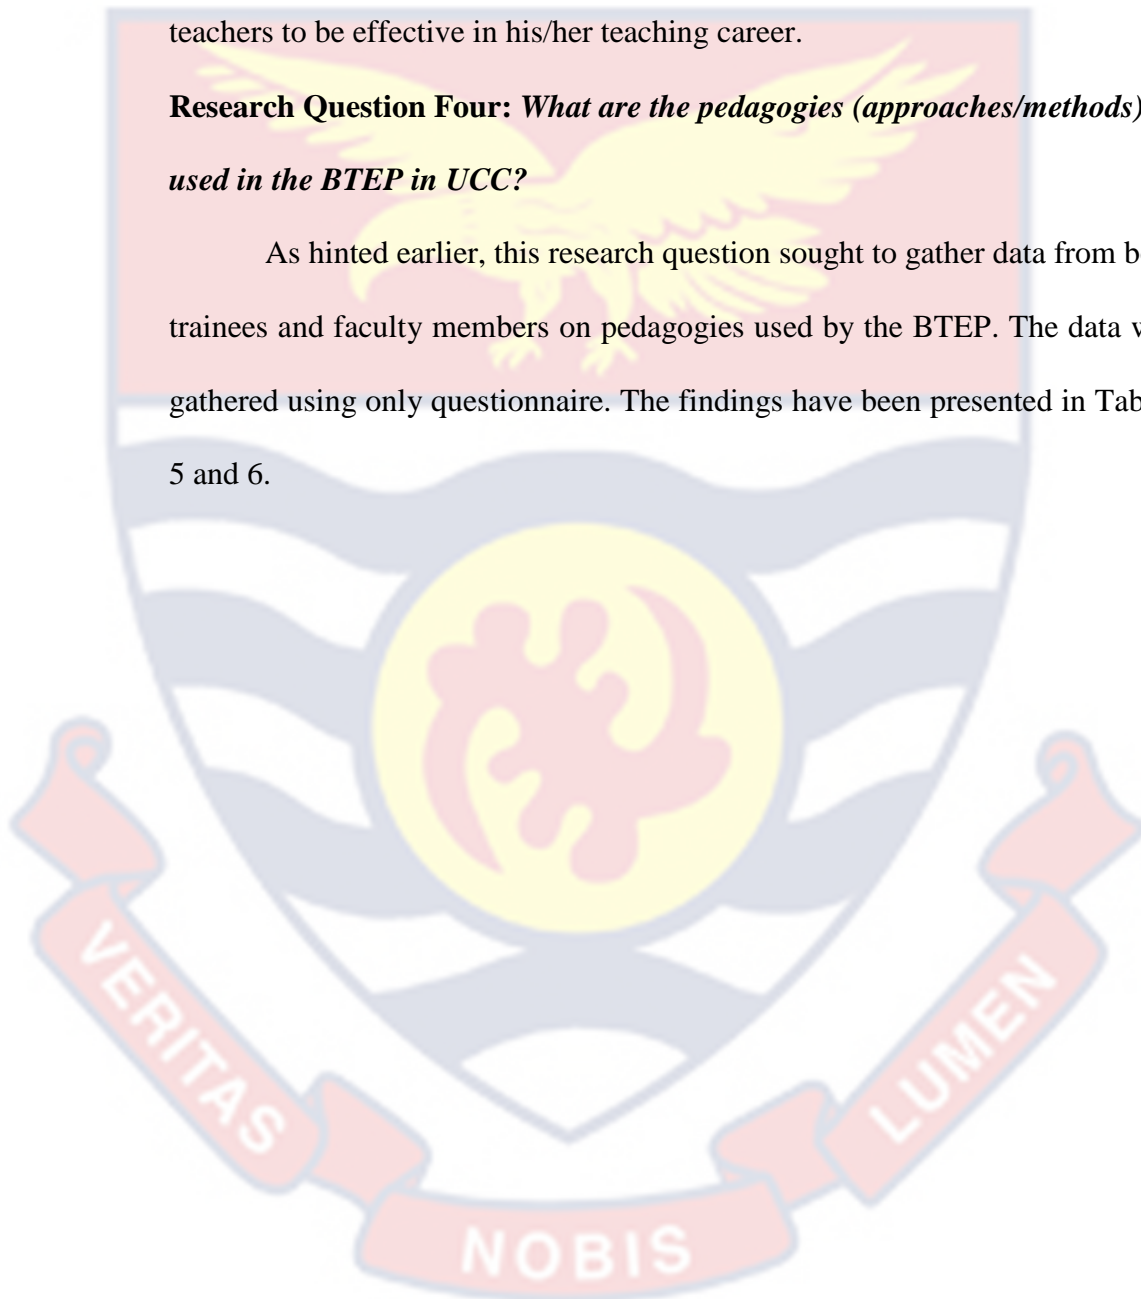 teachers to be effective in his/her teaching career.
Research Question Four: What are the pedagogies (approaches/methods)
used in the BTEP in UCC?
As hinted earlier, this research question sought to gather data from b
trainees and faculty members on pedagogies used by the BTEP. The data w
gathered using only questionnaire. The findings have been presented in Tab
5 and 6.
VERITAS
NOBIS
LUMEN